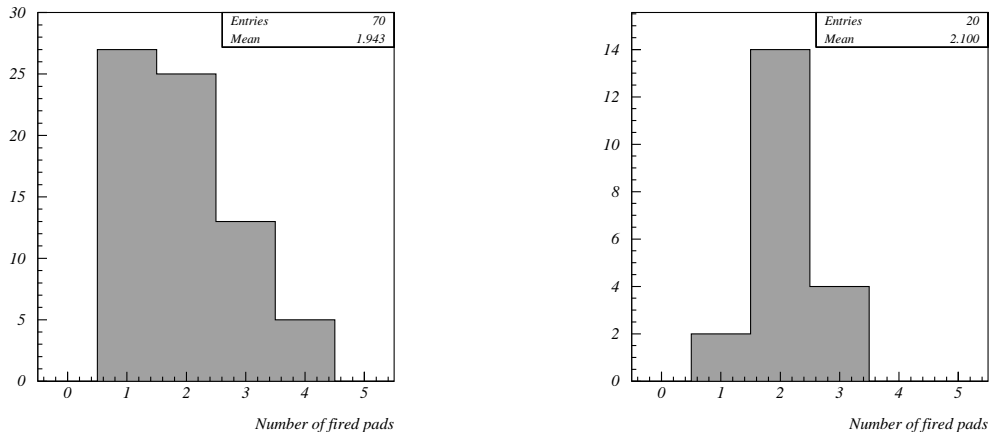 Entries 70
Mean 1.943
30
25
20
15
10
5
0
0 1 2 3 4 5
Number of fired pads
Entries 20
Mean 2.100
14
12
10
8
6
4
2
0
0 1 2 3 4 5
Number of fired pads